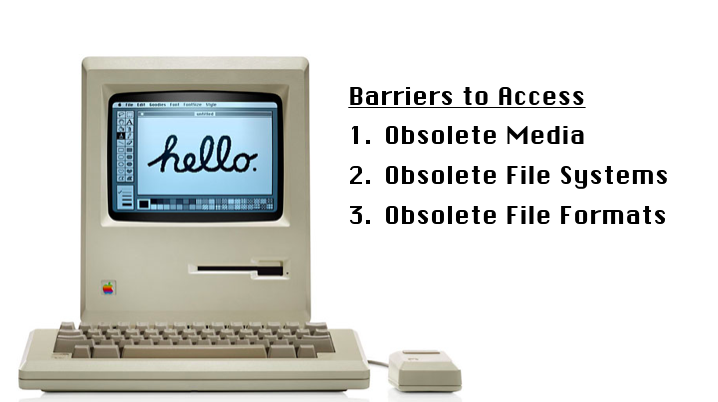 File Edit Goodies Font FontSize Style
untitled
hello.
Barriers to Access
1. Obsolete Media
2. Obsolete File Systems
3. Obsolete File Formats